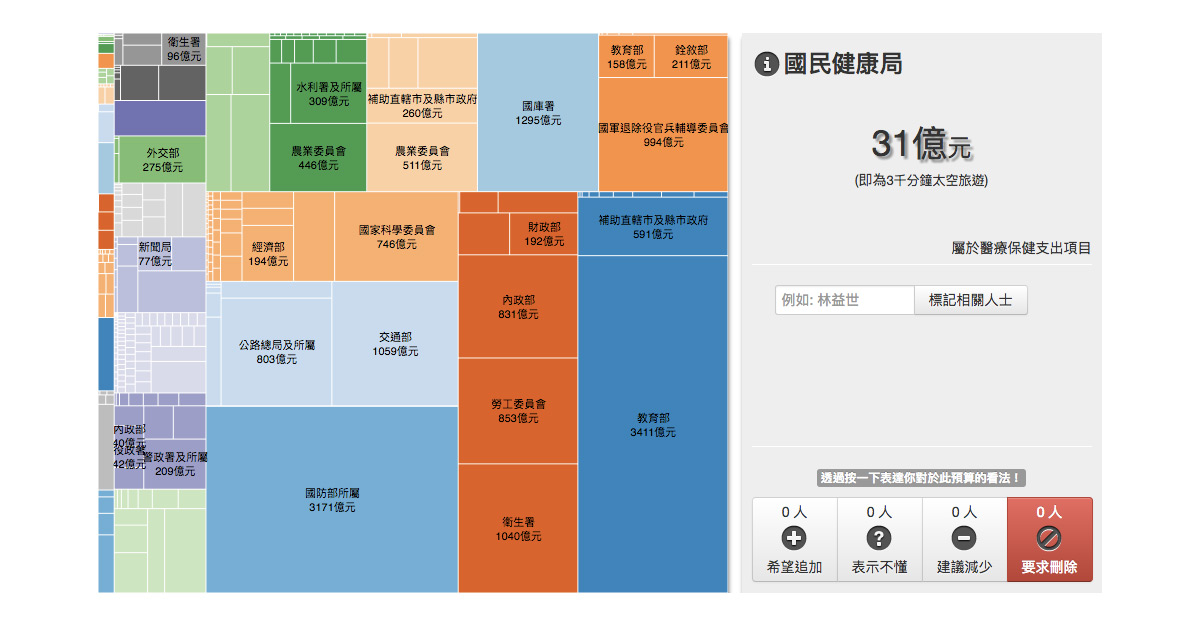 衛生署
96億元
外交部
275億元
新聞局
77億元
內政部
40億元
役政署
42億元
警政署及所屬
209億元
水利署及所屬
309億元
農業委員會
446億元
補助直轄市及縣市政府
260億元
農業委員會
511億元
國庫署
1295億元
教育部
158億元
銓敘部
211億元
國軍退除役官兵輔導委員會
994億元
經濟部
194億元
國家科學委員會
746億元
財政部
192億元
補助直轄市及縣市政府
591億元
公路總局及所屬
803億元
交通部
1059億元
內政部
831億元
勞工委員會
853億元
教育部
3411億元
國防部所屬
3171億元
衛生署
1040億元
國民健康局
31億元
(即為3千分鐘太空旅遊)
屬於醫療保健支出項目
例如: 林益世
標記相關人士
透過按一下表達你對於此預算的看法！
0 人
希望追加
0 人
表示不懂
0 人
建議減少
0 人
要求刪除